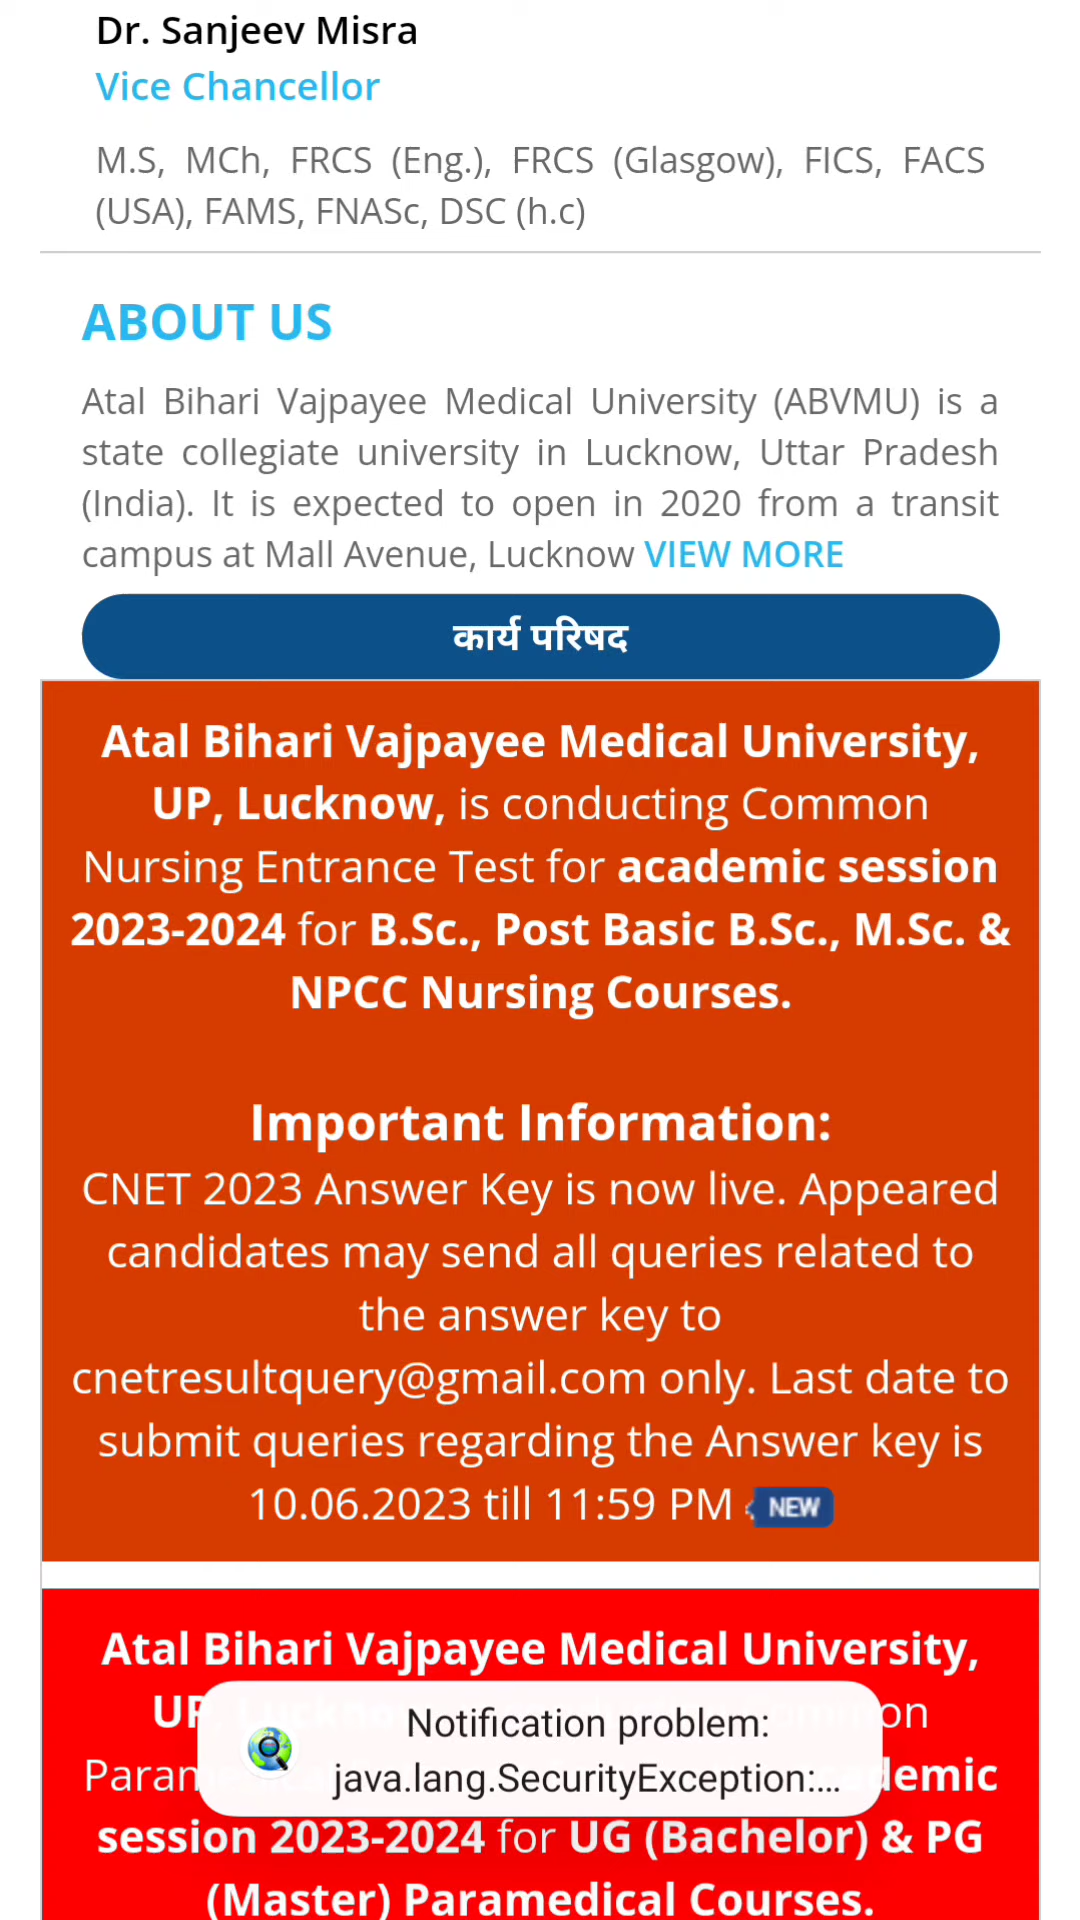 Dr. Sanjeev Misra
Vice Chancellor
M.S, MCh, FRCS (Eng.), FRCS (Glasgow), FICS, FACS
(USA), FAMS, FNASc, DSC (h.c)
ABOUT US
Atal Bihari Vajpayee Medical University (ABVMU) is a
state collegiate university in Lucknow, Uttar Pradesh
(India). It is expected to open in 2020 from a transit
campus at Mall Avenue, Lucknow VIEW MORE
कार्य परिषद
Atal Bihari Vajpayee Medical University,
UP, Lucknow, is conducting Common
Nursing Entrance Test for academic session
2023-2024 for B.Sc., Post Basic B.Sc., M.Sc. &
NPCC Nursing Courses.
Important Information:
CNET 2023 Answer Key is now live. Appeared
candidates may send all queries related to
the answer key to
cnetresultquery@gmail.com only. Last date to
submit queries regarding the Answer key is
10.06.2023 till 11:59 PM NEW
Atal Bihari Vajpayee Medical University,
UP, Lucknow
Notification problem:
java.lang.SecurityException:...
session 2023-2024 for UG (Bachelor) & PG
(Master) Paramedical Courses.